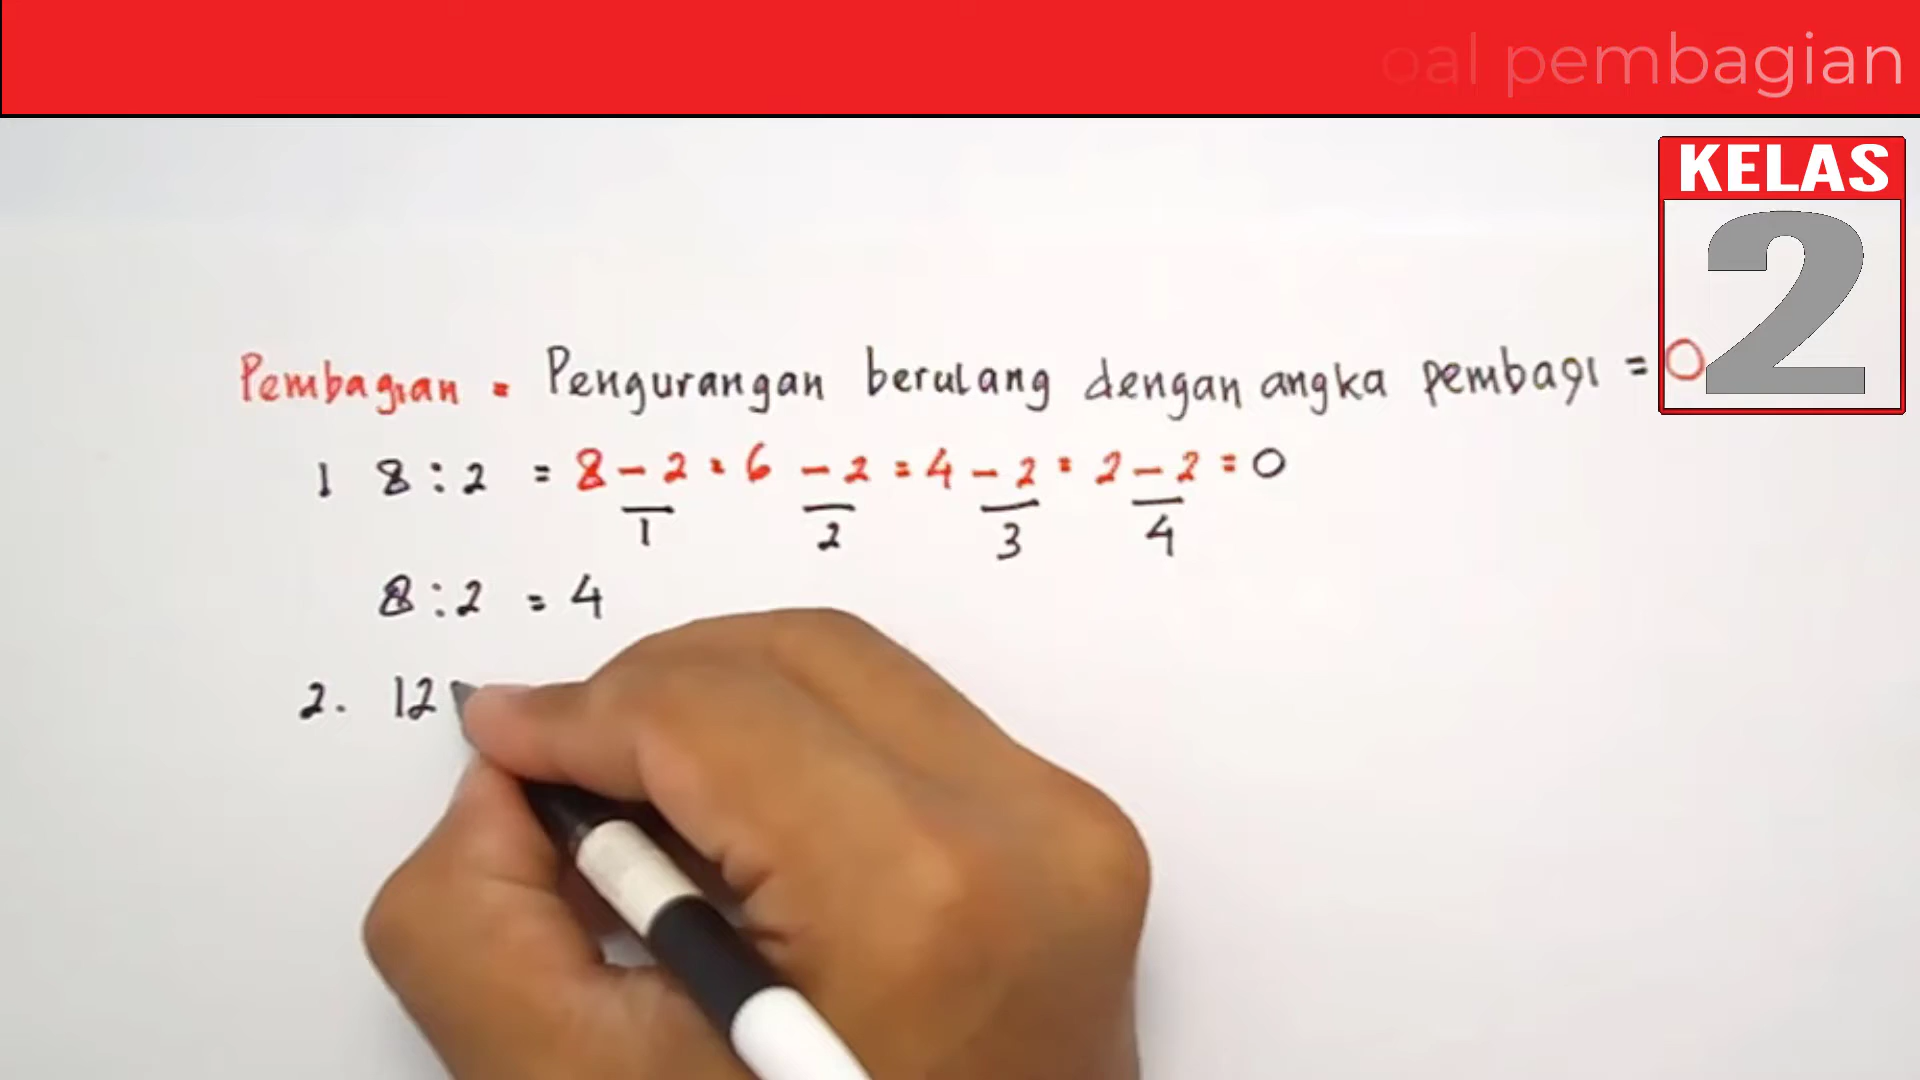 pembagian
KELAS
2
Pembagian = Pengurangan berulang dengan angka pembagi = 0
1 8 : 2 = 8 - 2 = 6 - 2 = 4 - 2 = 2 - 2 = 0
1 2 3 4
8 : 2 = 4
2. 12